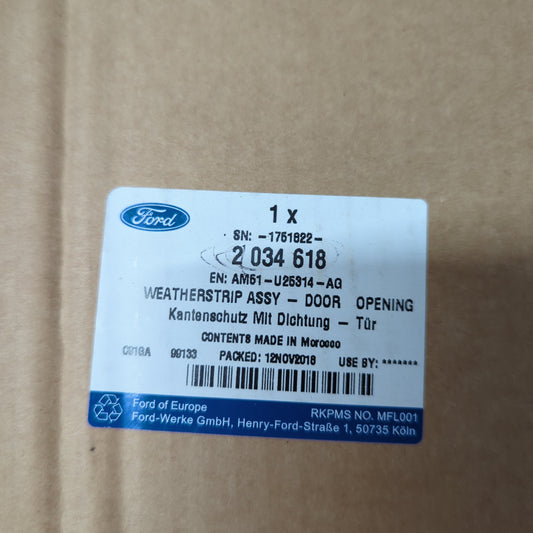 Ford
1 x
SN: -1751822-
2 034 618
EN: AM51-U25314-AG
WEATHERSTRIP ASSY - DOOR OPENING
Kantenschutz Mit Dichtung - Tür
CONTENTS MADE IN Morocco
C01GA 99133 PACKED: 12NOV2018 USE BY: *******
Ford of Europe
RKPMS NO. MFL001
Ford-Werke GmbH, Henry-Ford-Straße 1, 50735 Köln